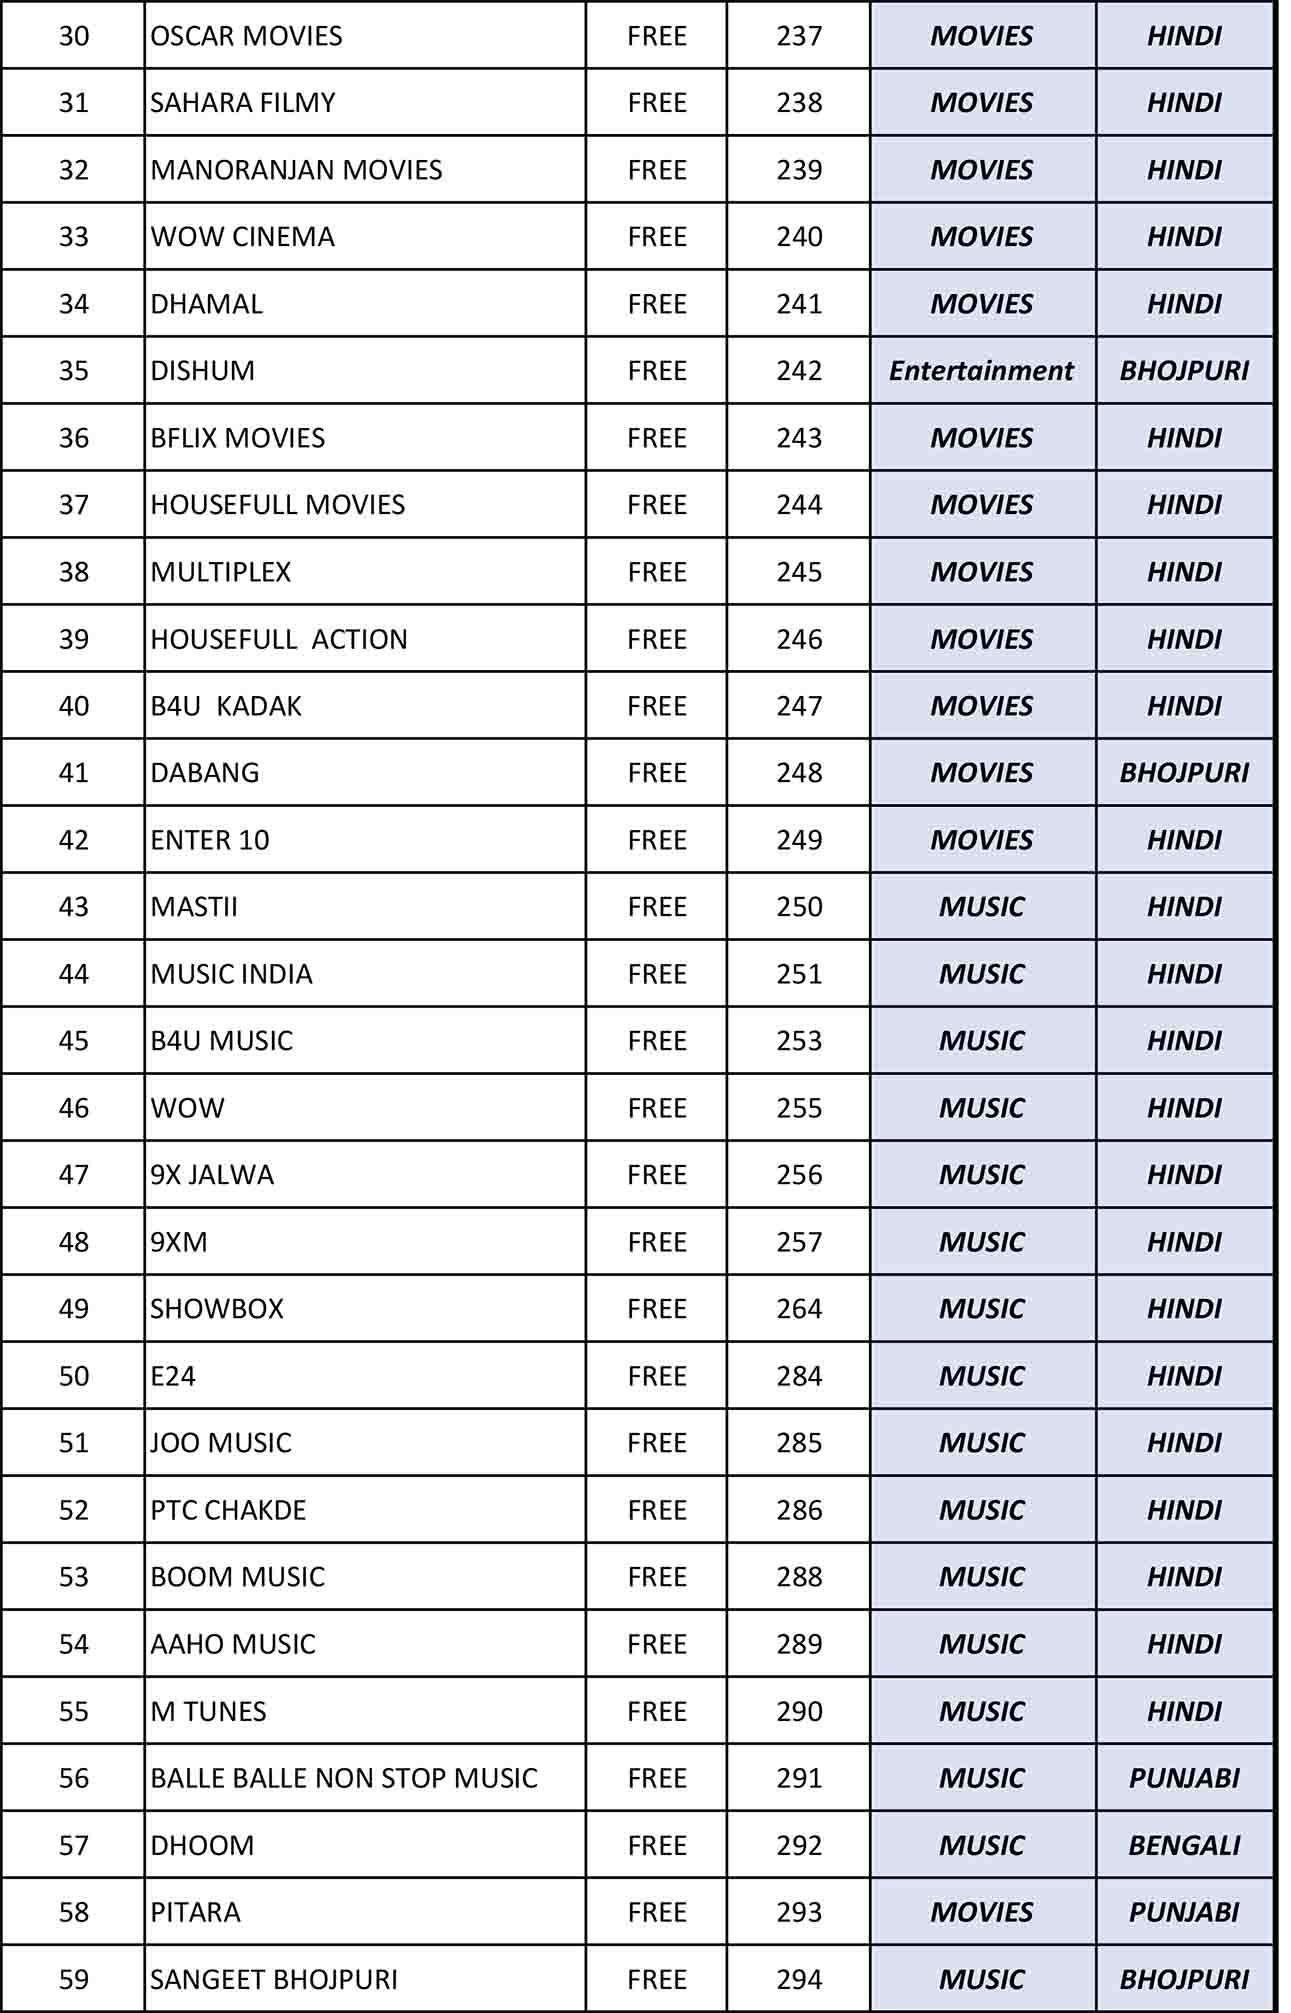 30 OSCAR MOVIES FREE 237 MOVIES HINDI
31 SAHARA FILMY FREE 238 MOVIES HINDI
32 MANORANJAN MOVIES FREE 239 MOVIES HINDI
33 WOW CINEMA FREE 240 MOVIES HINDI
34 DHAMAL FREE 241 MOVIES HINDI
35 DISHUM FREE 242 Entertainment BHOJPURI
36 BFLIX MOVIES FREE 243 MOVIES HINDI
37 HOUSEFULL MOVIES FREE 244 MOVIES HINDI
38 MULTIPLEX FREE 245 MOVIES HINDI
39 HOUSEFULL  ACTION FREE 246 MOVIES HINDI
40 B4U  KADAK FREE 247 MOVIES HINDI
41 DABANG FREE 248 MOVIES BHOJPURI
42 ENTER 10 FREE 249 MOVIES HINDI
43 MASTII FREE 250 MUSIC HINDI
44 MUSIC INDIA FREE 251 MUSIC HINDI
45 B4U MUSIC FREE 253 MUSIC HINDI
46 WOW FREE 255 MUSIC HINDI
47 9X JALWA FREE 256 MUSIC HINDI
48 9XM FREE 257 MUSIC HINDI
49 SHOWBOX FREE 264 MUSIC HINDI
50 E24 FREE 284 MUSIC HINDI
51 JOO MUSIC FREE 285 MUSIC HINDI
52 PTC CHAKDE FREE 286 MUSIC HINDI
53 BOOM MUSIC FREE 288 MUSIC HINDI
54 AAHO MUSIC FREE 289 MUSIC HINDI
55 M TUNES FREE 290 MUSIC HINDI
56 BALLE BALLE NON STOP MUSIC FREE 291 MUSIC PUNJABI
57 DHOOM FREE 292 MUSIC BENGALI
58 PITARA FREE 293 MOVIES PUNJABI
59 SANGEET BHOJPURI FREE 294 MUSIC BHOJPURI